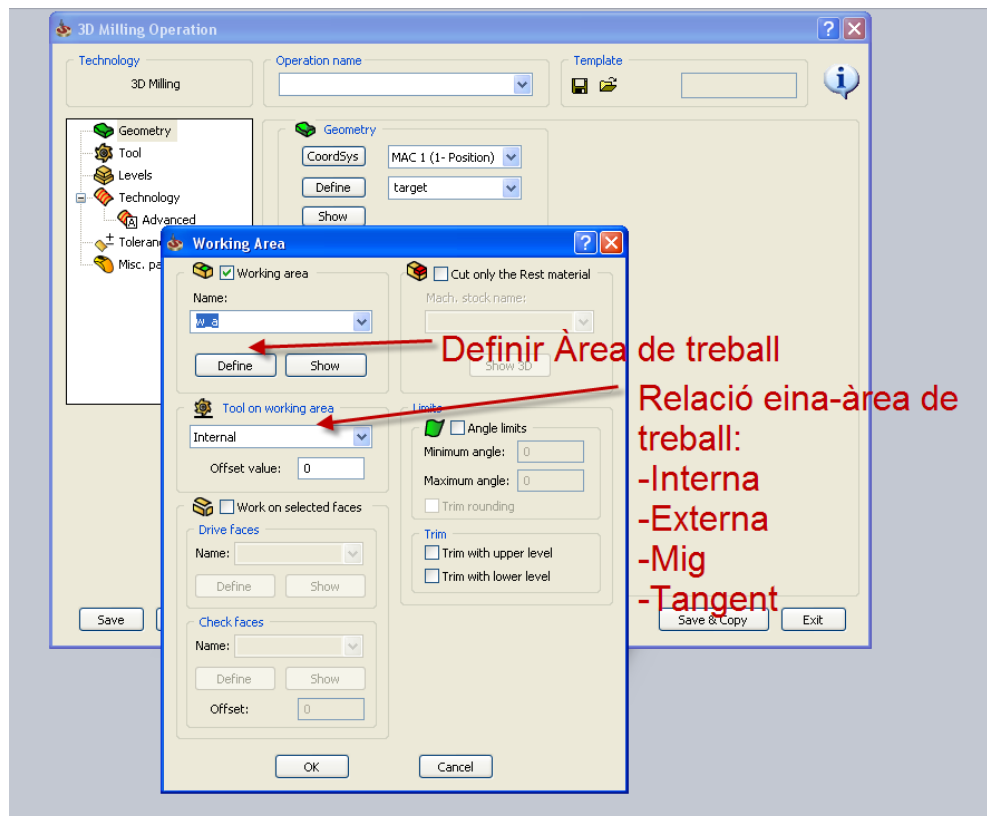 3D Milling Operation
Technology
3D Milling
Operation name
Template
Geometry
Tool
Levels
Technology
Advanced
Misc.
Geometry
CoordSys
MAC 1 (1- Position)
Define
target
Show
Working Area
Working area
Name:
w_a
Define
Show
Cut only the Rest material
Mach. stock name:
Show 3D
Definir Àrea de treball
Tool on working area
Internal
Offset value:
0
Limits
Angle limits
Minimum angle:
0
Maximum angle:
0
Trim rounding
Relació eina-àrea de
treball:
-Interna
-Externa
-Mig
-Tangent
Work on selected faces
Drive faces
Name:
Define
Show
Trim
Trim with upper level
Trim with lower level
Check faces
Name:
Define
Show
Offset:
0
Save
Save & Copy
Exit
OK
Cancel